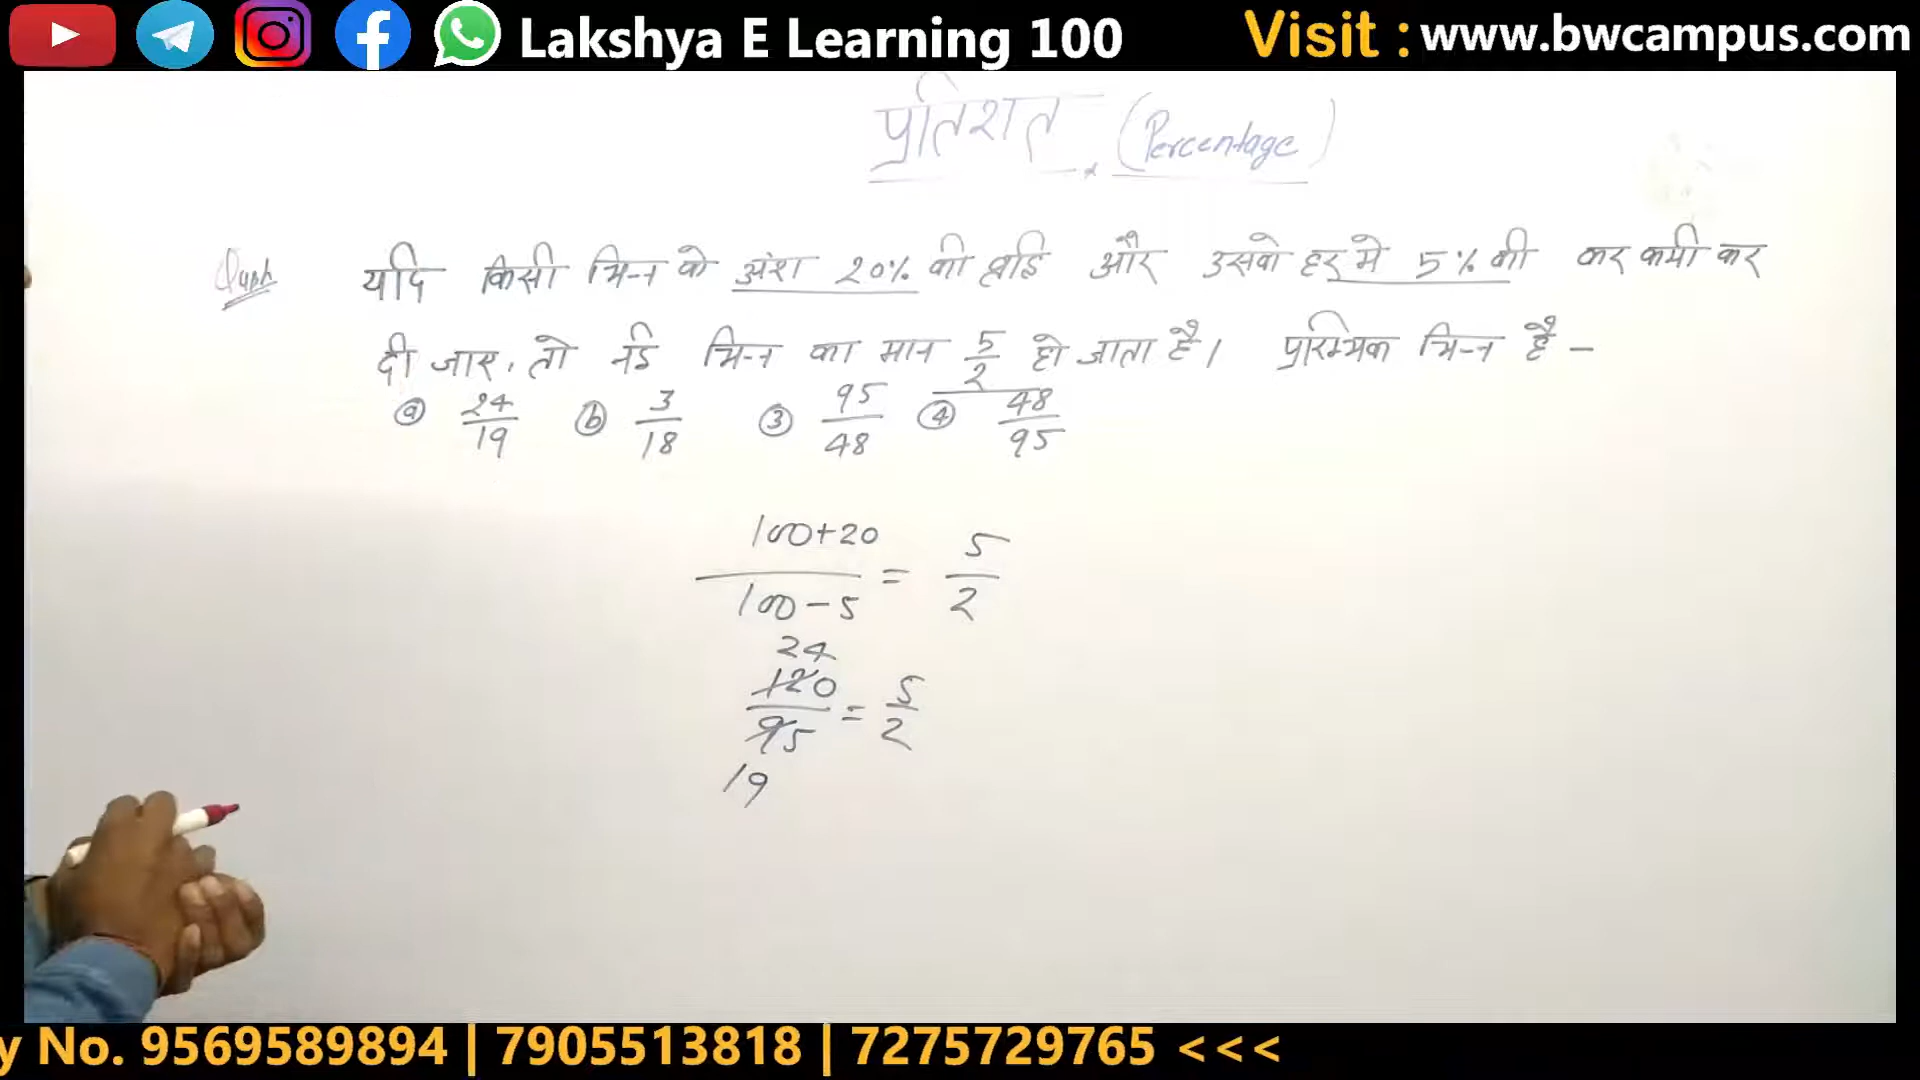 Lakshya E Learning 100
Visit : www.bwcampus.com
प्रतिशत (Percentage)
यदि किसी भिन्न के अंश 20% की वृद्धि और उसके हर मे 5% की कर कमी कर
दी जाए, तो नई भिन्न का मान 5/2 हो जाता है। प्रारम्भिक भिन्न है –
ⓐ 24/19 ⓑ 3/18 ③ 95/48 ④ 48/95
100+20 / 100-5 = 5/2
24
120/95 = 5/2
19
y No. 9569589894 | 7905513818 | 7275729765 <<<